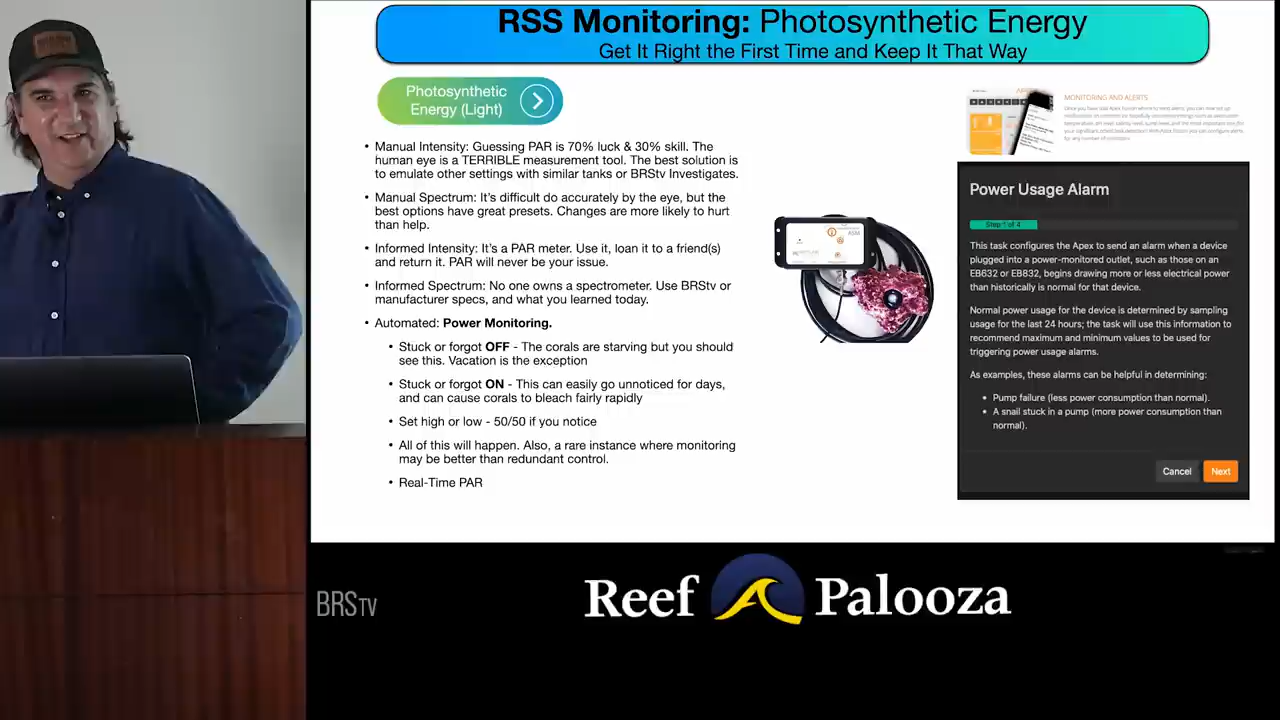 RSS Monitoring: Photosynthetic Energy
Get It Right the First Time and Keep It That Way
Photosynthetic
Energy (Light)
• Manual Intensity: Guessing PAR is 70% luck & 30% skill. The
human eye is a TERRIBLE measurement tool. The best solution is
to emulate other settings with similar tanks or BRStv Investigates.
• Manual Spectrum: It's difficult do accurately by the eye, but the
best options have great presets. Changes are more likely to hurt
than help.
• Informed Intensity: It's a PAR meter. Use it, loan it to a friend(s)
and return it. PAR will never be your issue.
• Informed Spectrum: No one owns a spectrometer. Use BRStv or
manufacturer specs, and what you learned today.
• Automated: Power Monitoring.
• Stuck or forgot OFF - The corals are starving but you should
see this. Vacation is the exception
• Stuck or forgot ON - This can easily go unnoticed for days,
and can cause corals to bleach fairly rapidly
• Set high or low - 50/50 if you notice
• All of this will happen. Also, a rare instance where monitoring
may be better than redundant control.
• Real-Time PAR
MONITORING AND ALERTS
Power Usage Alarm
Step 1 of 4
This task configures the Apex to send an alarm when a device
plugged into a power-monitored outlet, such as those on an
EB632 or EB832, begins drawing more or less electrical power
than historically is normal for that device.
Normal power usage for the device is determined by sampling
usage for the last 24 hours; the task will use this information to
recommend maximum and minimum values to be used for
triggering power usage alarms.
As examples, these alarms can be helpful in determining:
• Pump failure (less power consumption than normal).
• A snail stuck in a pump (more power consumption than
normal).
Cancel
Next
BRSTV
Reef Palooza